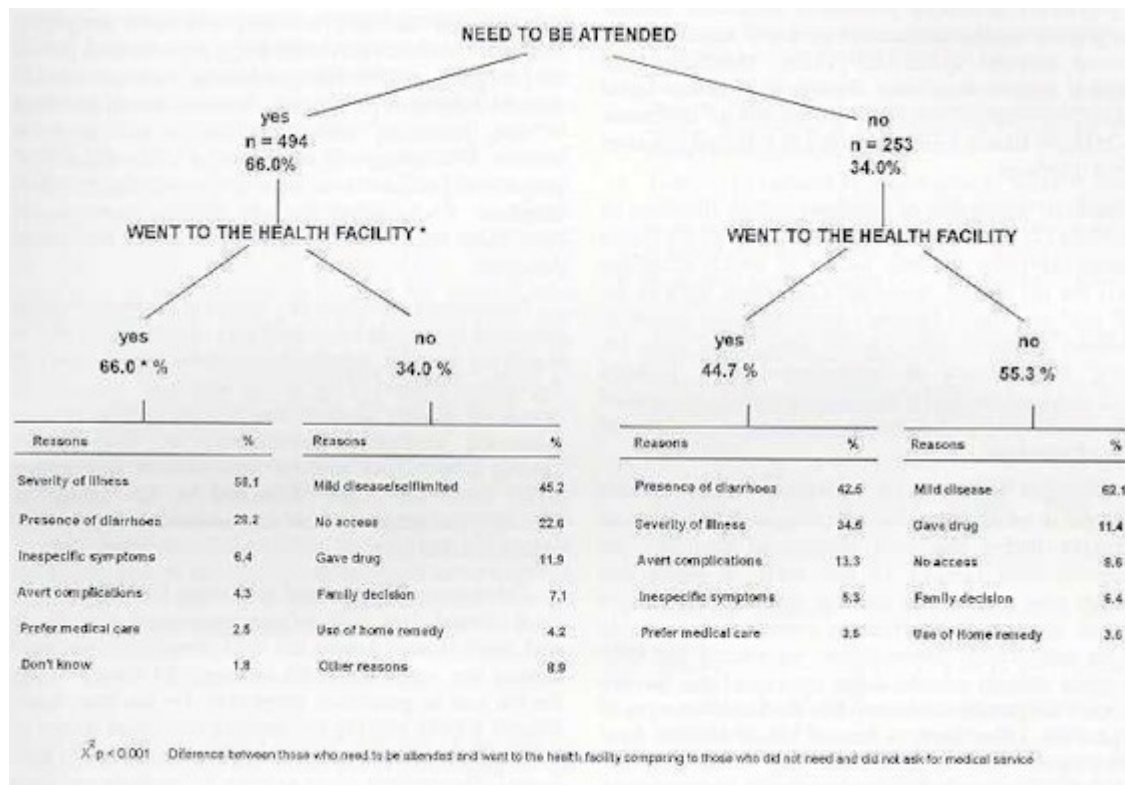 NEED TO BE ATTENDED
yes
n = 494
66.0%
no
n = 253
34.0%
WENT TO THE HEALTH FACILITY *
WENT TO THE HEALTH FACILITY
yes
66.0 * %
no
34.0 %
yes
44.7 %
no
55.3 %
Reasons %
Severity of illness
Presence of diarrhoea 28.2
Inespecific symptoms 6.4
Avert complications 4.3
Prefer medical care 2.5
Don't know 1.8
Reasons %
Mild disease/selflimited 45.2
No access 22.6
Gave drug 11.9
Family decision 7.1
Use of home remedy 4.2
Other reasons 8.9
Reasons %
Presence of diarrhoea 42.5
Severity of illness
Avert complications 13.3
Inespecific symptoms 5.3
Prefer medical care 3.5
Reasons %
Mild disease 62.1
Gave drug 11.4
No access 8.6
Family decision
Use of Home remedy 3.6
X² p < 0.001 Diference between those who need to be attended and went to the health facility comparing to those who did not need and did not ask for medical service